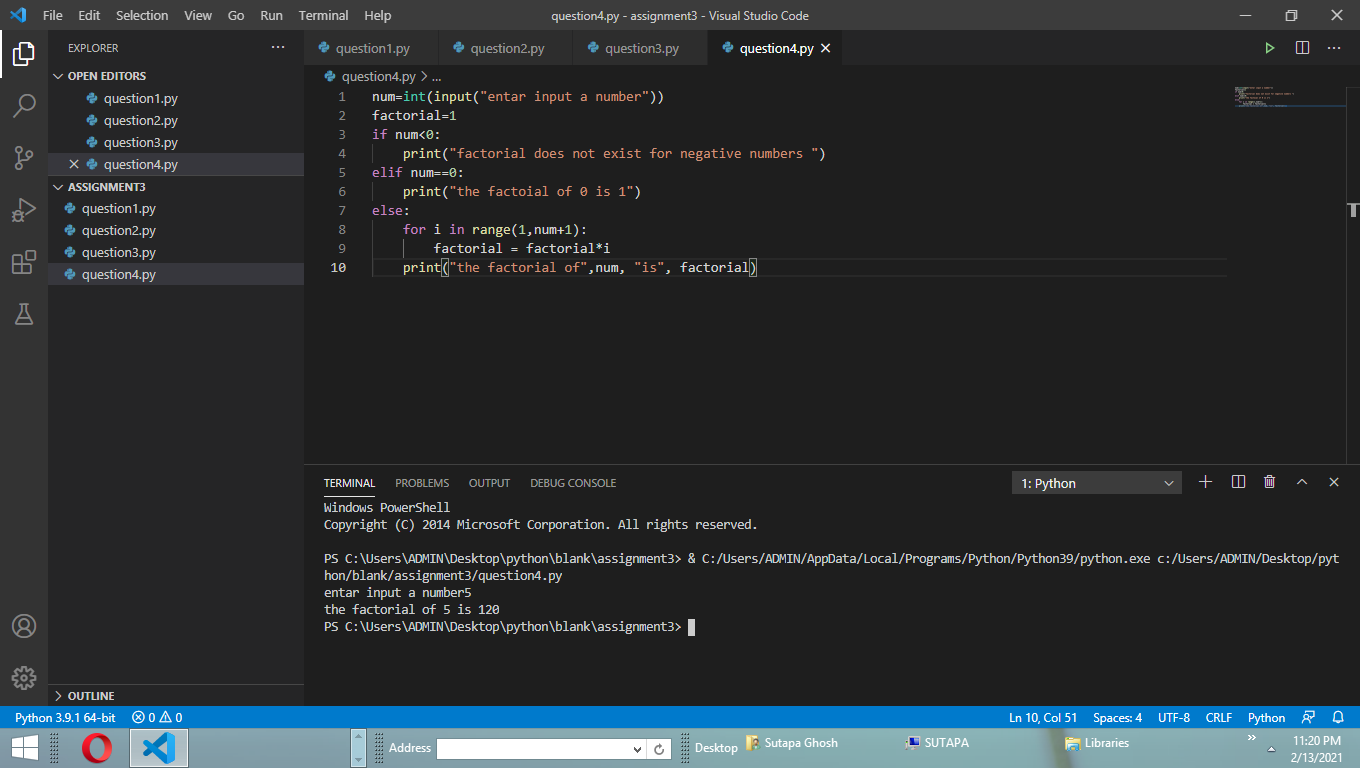 File Edit Selection View Go Run Terminal Help question4.py - assignment3 - Visual Studio Code
EXPLORER
OPEN EDITORS
question1.py
question2.py
question3.py
question4.py
ASSIGNMENT3
question1.py
question2.py
question3.py
question4.py
OUTLINE
question1.py question2.py question3.py question4.py
question4.py > ...
1 num=int(input("entar input a number"))
2 factorial=1
3 if num<0:
4 print("factorial does not exist for negative numbers ")
5 elif num==0:
6 print("the factoial of 0 is 1")
7 else:
8 for i in range(1,num+1):
9 factorial = factorial*i
10 print("the factorial of",num, "is", factorial)
TERMINAL PROBLEMS OUTPUT DEBUG CONSOLE 1: Python
Windows PowerShell
Copyright (C) 2014 Microsoft Corporation. All rights reserved.
PS C:\Users\ADMIN\Desktop\python\blank\assignment3> & C:/Users/ADMIN/AppData/Local/Programs/Python/Python39/python.exe c:/Users/ADMIN/Desktop/pyt
hon/blank/assignment3/question4.py
entar input a number5
the factorial of 5 is 120
PS C:\Users\ADMIN\Desktop\python\blank\assignment3>
Python 3.9.1 64-bit 0 0 Ln 10, Col 51 Spaces: 4 UTF-8 CRLF Python
Address Desktop Sutapa Ghosh SUTAPA Libraries
11:20 PM
2/13/2021